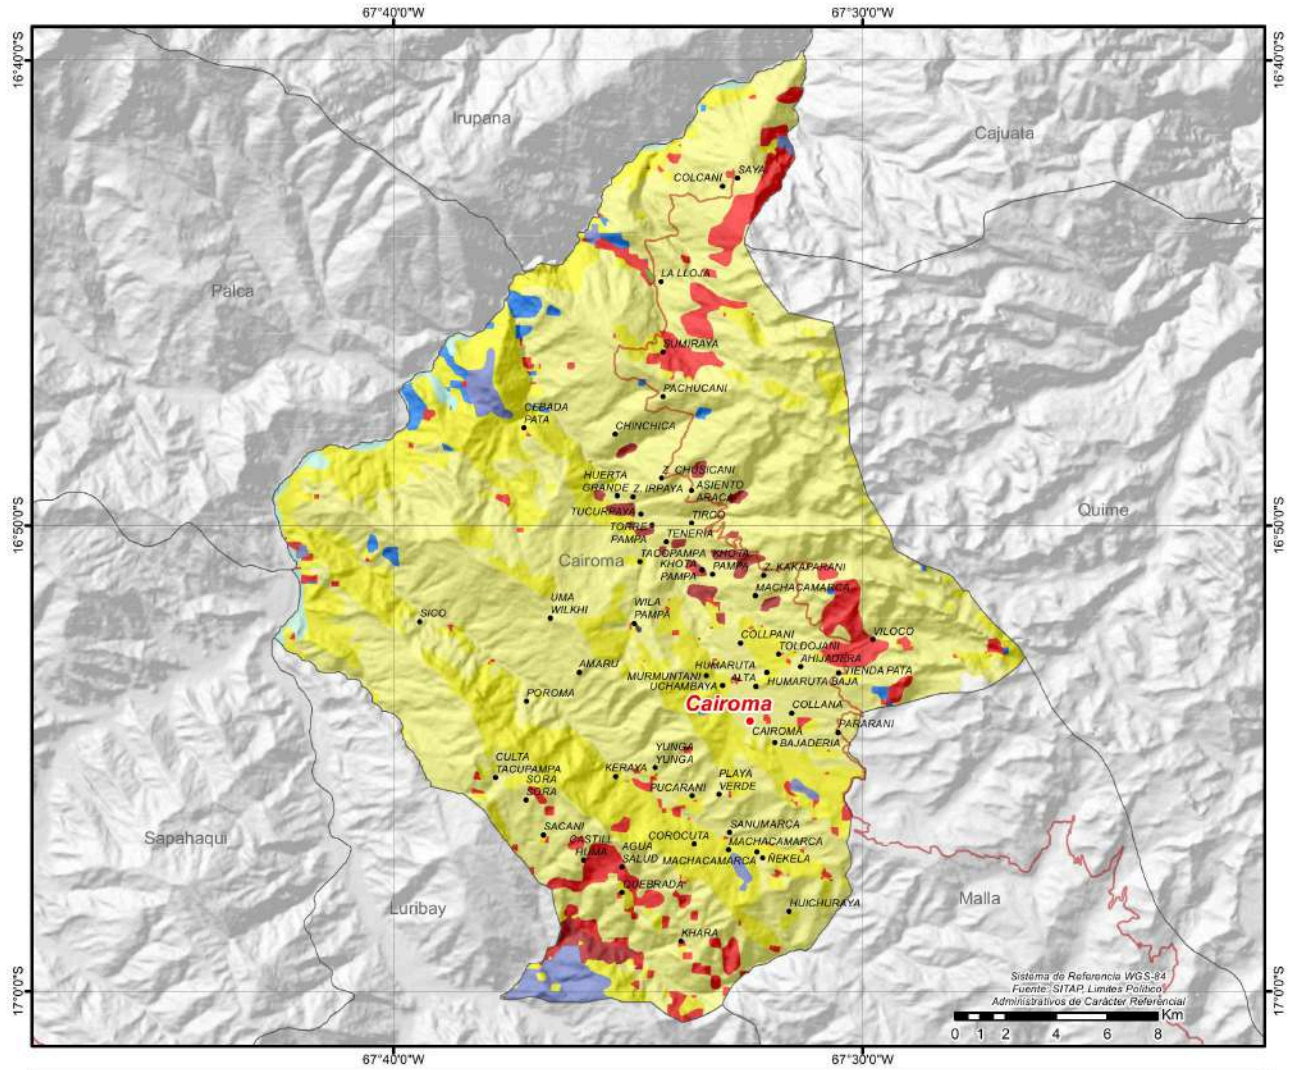 67°40'0"W
67°30'0"W
16°40'0"S
16°40'0"S
Irupana
Cajuata
SAYA
COLCANI
LA LLOJA
Palca
SUMIRAYA
PACHUCANI
CEBADA
PATA
CHINCHICA
Z. CHUSICANI
HUERTA
GRANDE
Z. IRPAYA
ASIENTO
ARACA
TUCURPAYA
TIRCO
16°50'0"S
16°50'0"S
Quime
TORRE
PAMPA
TENERIA
TACOPAMPA
KHOTA
PAMPA
Cairoma
KHOTA
PAMPA
Z. KAKAPARANI
MACHACAMARCA
UMA
WILKHI
WILA
PAMPA
SICO
COLLPANI
VILOCO
TOLDOJANI
AHIJADERA
AMARU
HUMARUTA
ALTA
TIENDA PATA
MURMUNTANI
UCHAMBAYA
HUMARUTA BAJA
POROMA
Cairoma
COLLANA
CAIROMA
PARARANI
BAJADERIA
YUNGA
YUNGA
CULTA
TACUPAMPA
KERAYA
PLAYA
VERDE
SORA
SORA
PUCARANI
Sapahaqui
SACANI
SANUMARCA
COROCUTA
MACHACAMARCA
CASTILL
HUMA
AGUA
SALUD
MACHACAMARCA
ÑEKELA
QUEBRADA
Luribay
Malla
HUICHURAYA
KHARA
Sistema de Referencia WGS-84
Fuente: SITAP, Limites Politico
Administrativos de Carácter Referencial
17°0'0"S
17°0'0"S
Km
0 1 2 4 6 8
67°40'0"W
67°30'0"W